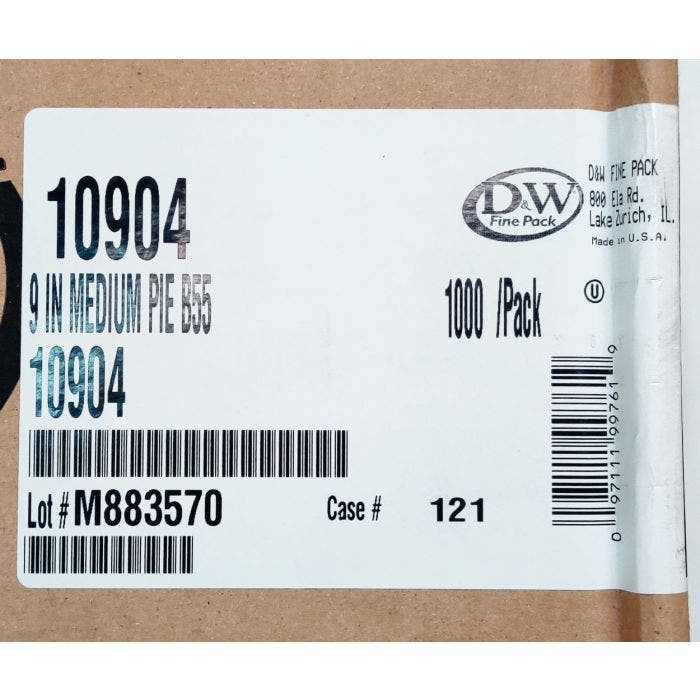 10904
D&W
Fine Pack
D&W FINE PACK
800 Ela Rd.
Lake Zurich, IL.
Made in U.S.A.
9 IN MEDIUM PIE B55
1000 /Pack
U
10904
Lot # M883570
Case # 121
0 97111 99761 9